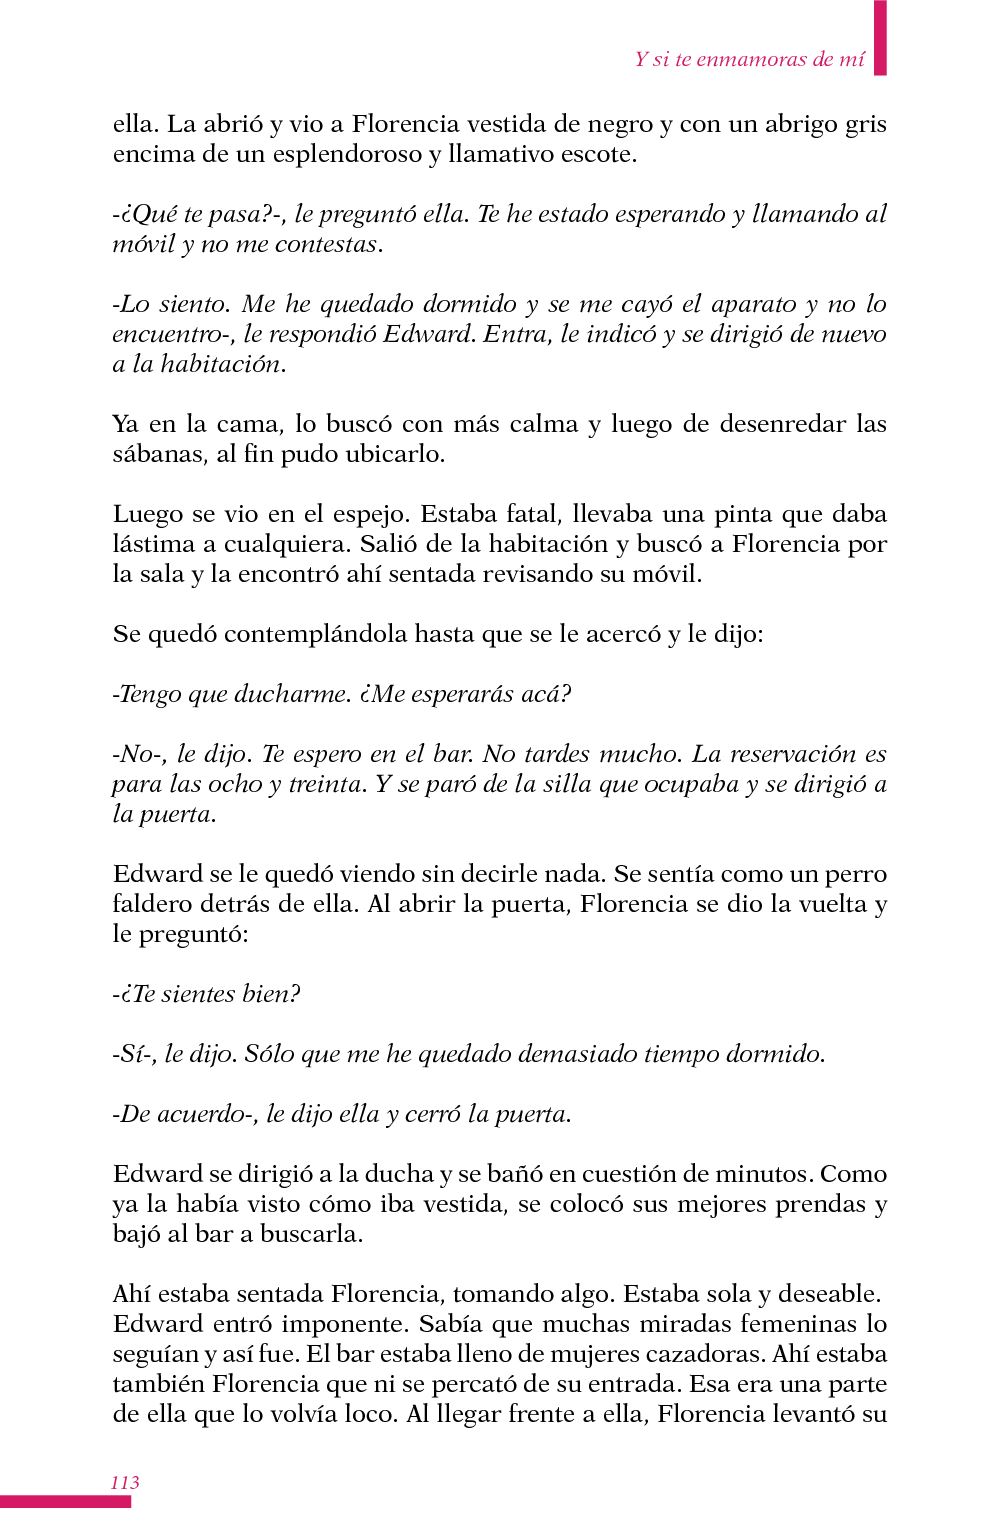 Y si te enmamoras de mí
ella. La abrió y vio a Florencia vestida de negro y con un abrigo gris
encima de un esplendoroso y llamativo escote.
-¿Qué te pasa?-, le preguntó ella. Te he estado esperando y llamando al
móvil y no me contestas.
-Lo siento. Me he quedado dormido y se me cayó el aparato y no lo
encuentro-, le respondió Edward. Entra, le indicó y se dirigió de nuevo
a la habitación.
Ya en la cama, lo buscó con más calma y luego de desenredar las
sábanas, al fin pudo ubicarlo.
Luego se vio en el espejo. Estaba fatal, llevaba una pinta que daba
lástima a cualquiera. Salió de la habitación y buscó a Florencia por
la sala y la encontró ahí sentada revisando su móvil.
Se quedó contemplándola hasta que se le acercó y le dijo:
-Tengo que ducharme. ¿Me esperarás acá?
-No-, le dijo. Te espero en el bar. No tardes mucho. La reservación es
para las ocho y treinta. Y se paró de la silla que ocupaba y se dirigió a
la puerta.
Edward se le quedó viendo sin decirle nada. Se sentía como un perro
faldero detrás de ella. Al abrir la puerta, Florencia se dio la vuelta y
le preguntó:
-¿Te sientes bien?
-Sí-, le dijo. Sólo que me he quedado demasiado tiempo dormido.
-De acuerdo-, le dijo ella y cerró la puerta.
Edward se dirigió a la ducha y se bañó en cuestión de minutos. Como
ya la había visto cómo iba vestida, se colocó sus mejores prendas y
bajó al bar a buscarla.
Ahí estaba sentada Florencia, tomando algo. Estaba sola y deseable.
Edward entró imponente. Sabía que muchas miradas femeninas lo
seguían y así fue. El bar estaba lleno de mujeres cazadoras. Ahí estaba
también Florencia que ni se percató de su entrada. Esa era una parte
de ella que lo volvía loco. Al llegar frente a ella, Florencia levantó su
113